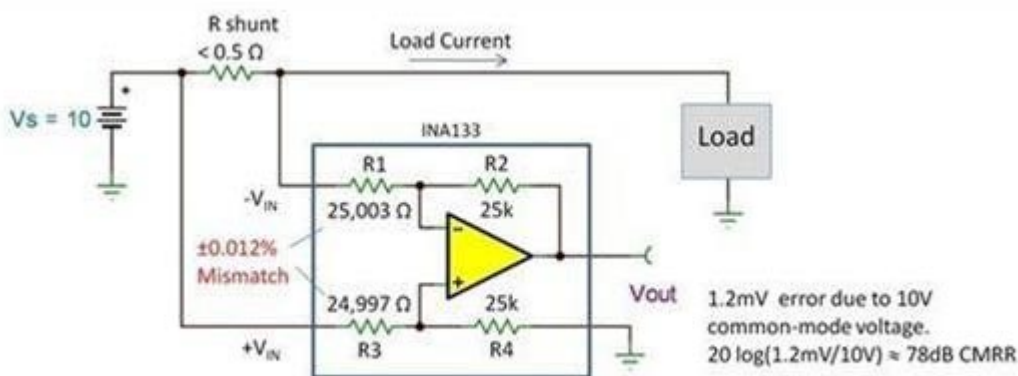 R shunt
< 0.5 Ω
Load Current
Vs = 10
+
INA133
Load
R1
R2
-VIN
25,003 Ω
25k
±0.012%
Mismatch
−
+
24,997 Ω
25k
Vout
+VIN
R3
R4
1.2mV error due to 10V
common-mode voltage.
20 log(1.2mV/10V) ≈ 78dB CMRR